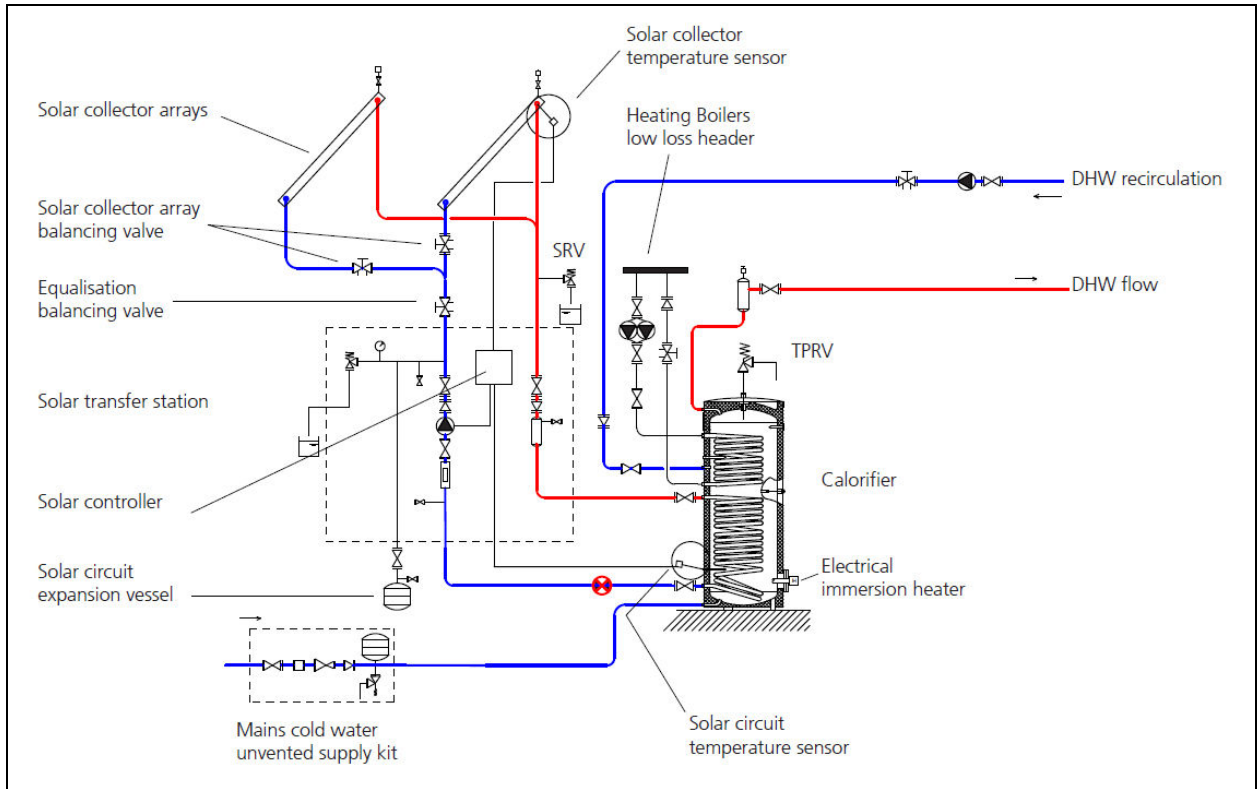 Solar collector
temperature sensor
Solar collector arrays
Heating Boilers
low loss header
DHW recirculation
Solar collector array
balancing valve
SRV
Equalisation
balancing valve
DHW flow
TPRV
Solar transfer station
Calorifier
Solar controller
Solar circuit
expansion vessel
Electrical
immersion heater
Mains cold water
unvented supply kit
Solar circuit
temperature sensor